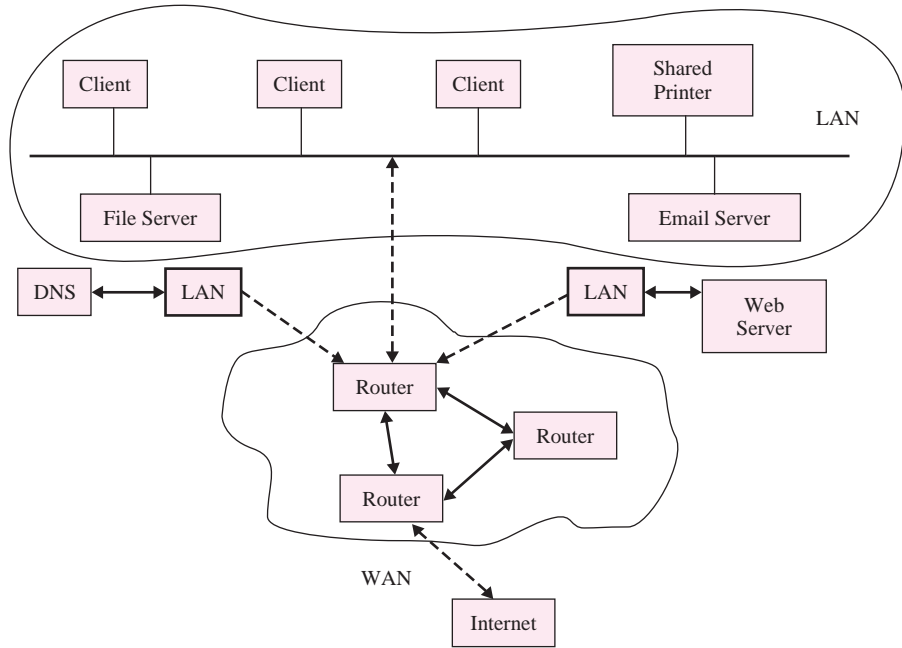 Client
Client
Client
Shared
Printer
LAN
File Server
Email Server
DNS
LAN
LAN
Web
Server
Router
Router
Router
WAN
Internet